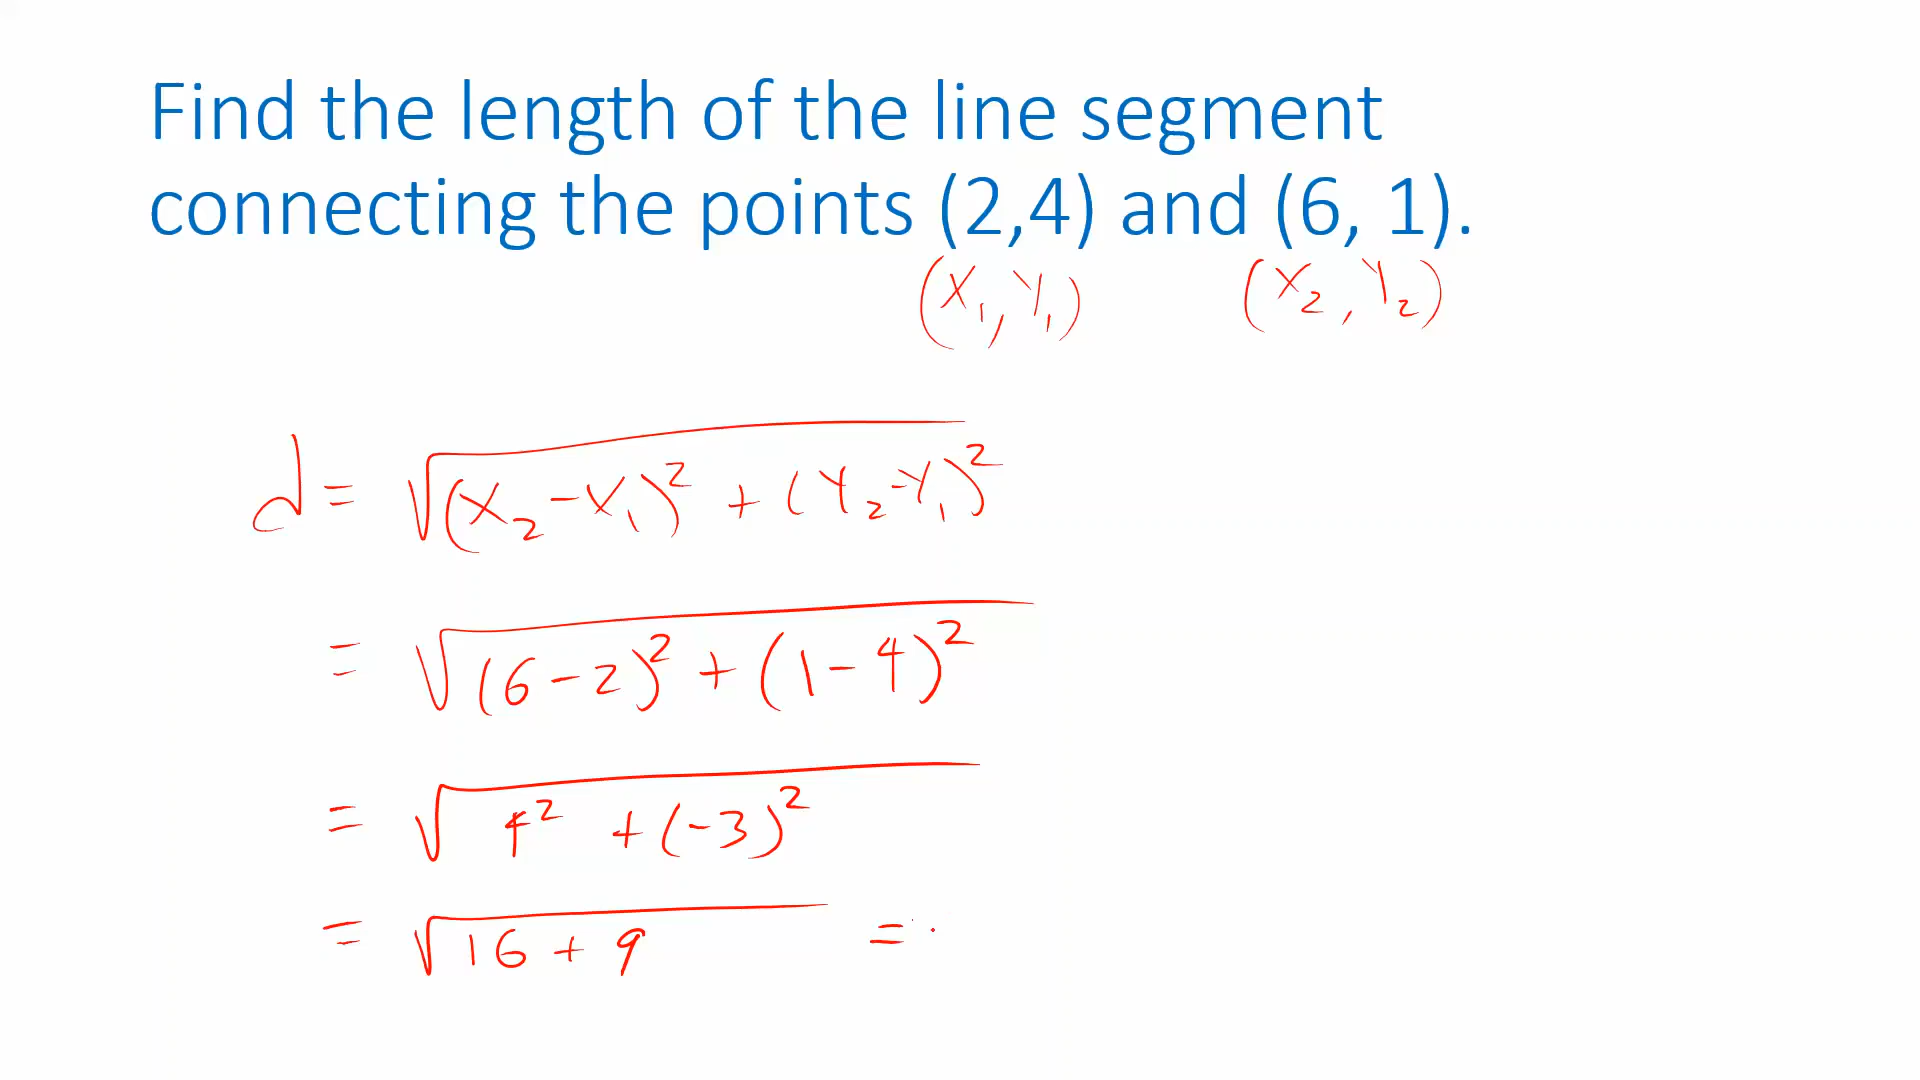 Find the length of the line segment
connecting the points (2,4) and (6, 1).
(X₁, Y₁) (X₂, Y₂)
d = √(X₂ - X₁)² + (Y₂ - Y₁)²
= √(6 - 2)² + (1 - 4)²
= √4² + (-3)²
= √16 + 9 =